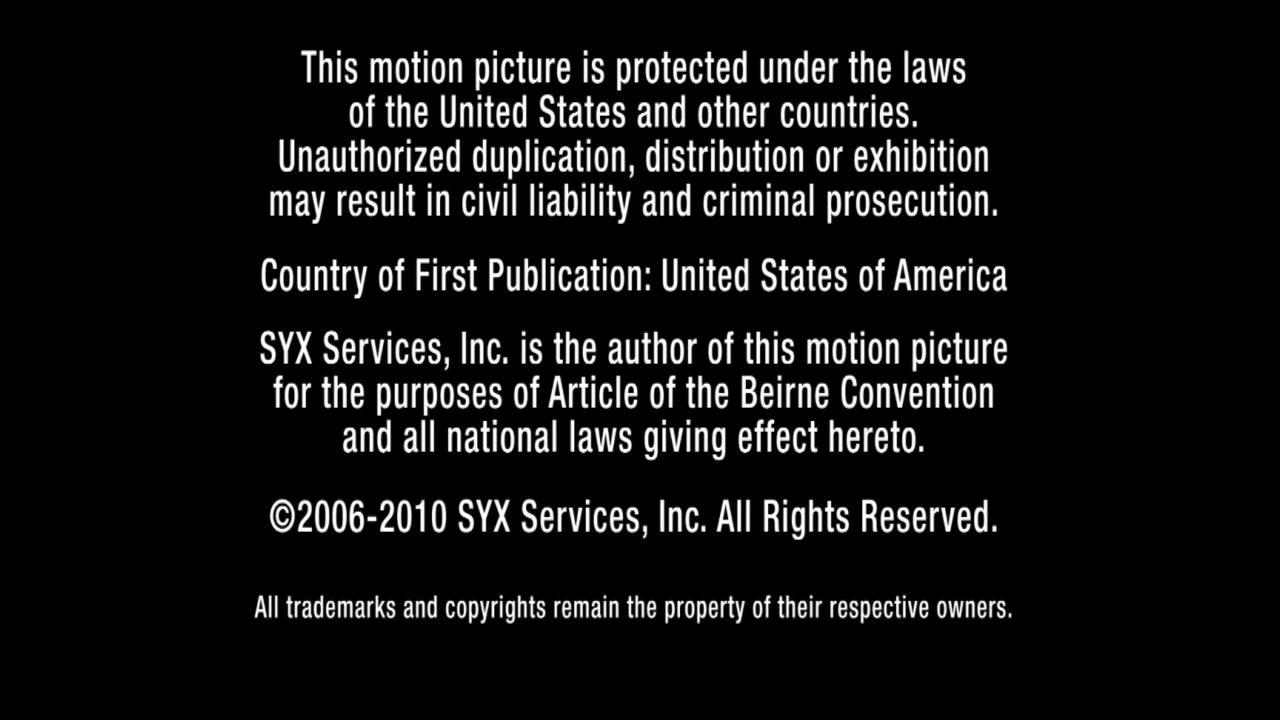 This motion picture is protected under the laws
of the United States and other countries.
Unauthorized duplication, distribution or exhibition
may result in civil liability and criminal prosecution.
Country of First Publication: United States of America
SYX Services, Inc. is the author of this motion picture
for the purposes of Article of the Beirne Convention
and all national laws giving effect hereto.
©2006-2010 SYX Services, Inc. All Rights Reserved.
All trademarks and copyrights remain the property of their respective owners.